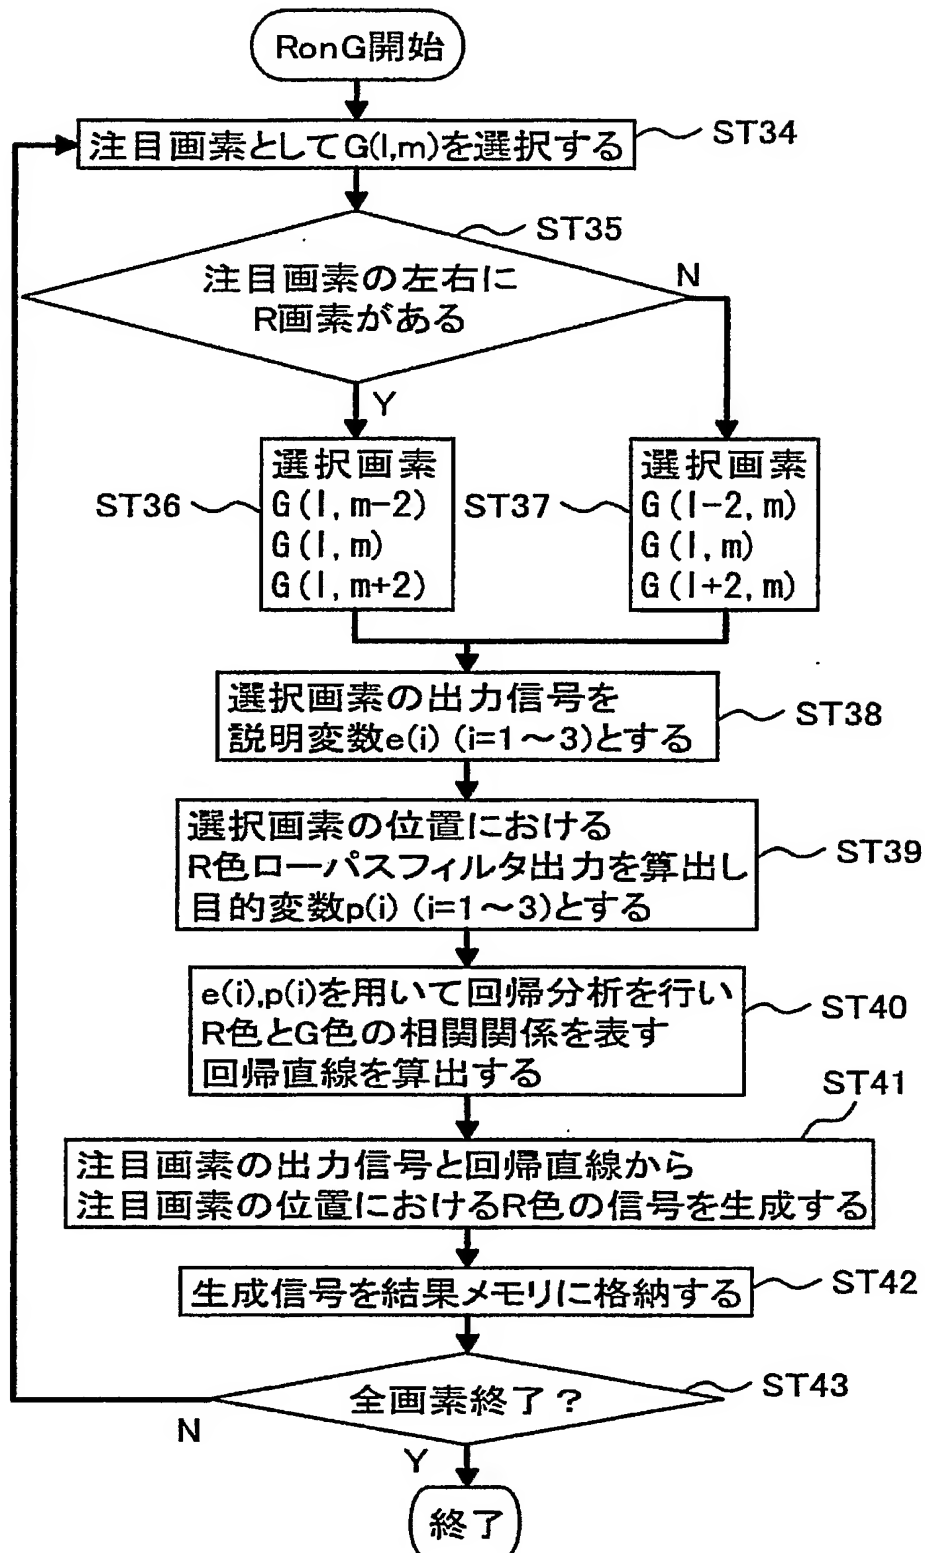 RonG開始
注目画素としてG(l,m)を選択する
ST34
ST35
注目画素の左右に
R画素がある
N
Y
選択画素
G(l,m-2)
G(l,m)
G(l,m+2)
ST36
選択画素
G(l-2,m)
G(l,m)
G(l+2,m)
ST37
選択画素の出力信号を
説明変数e(i) (i=1～3)とする
ST38
選択画素の位置における
R色ローパスフィルタ出力を算出し
目的変数p(i) (i=1～3)とする
ST39
e(i),p(i)を用いて回帰分析を行い
R色とG色の相関関係を表す
回帰直線を算出する
ST40
ST41
注目画素の出力信号と回帰直線から
注目画素の位置におけるR色の信号を生成する
生成信号を結果メモリに格納する
ST42
全画素終了？
ST43
N
Y
終了